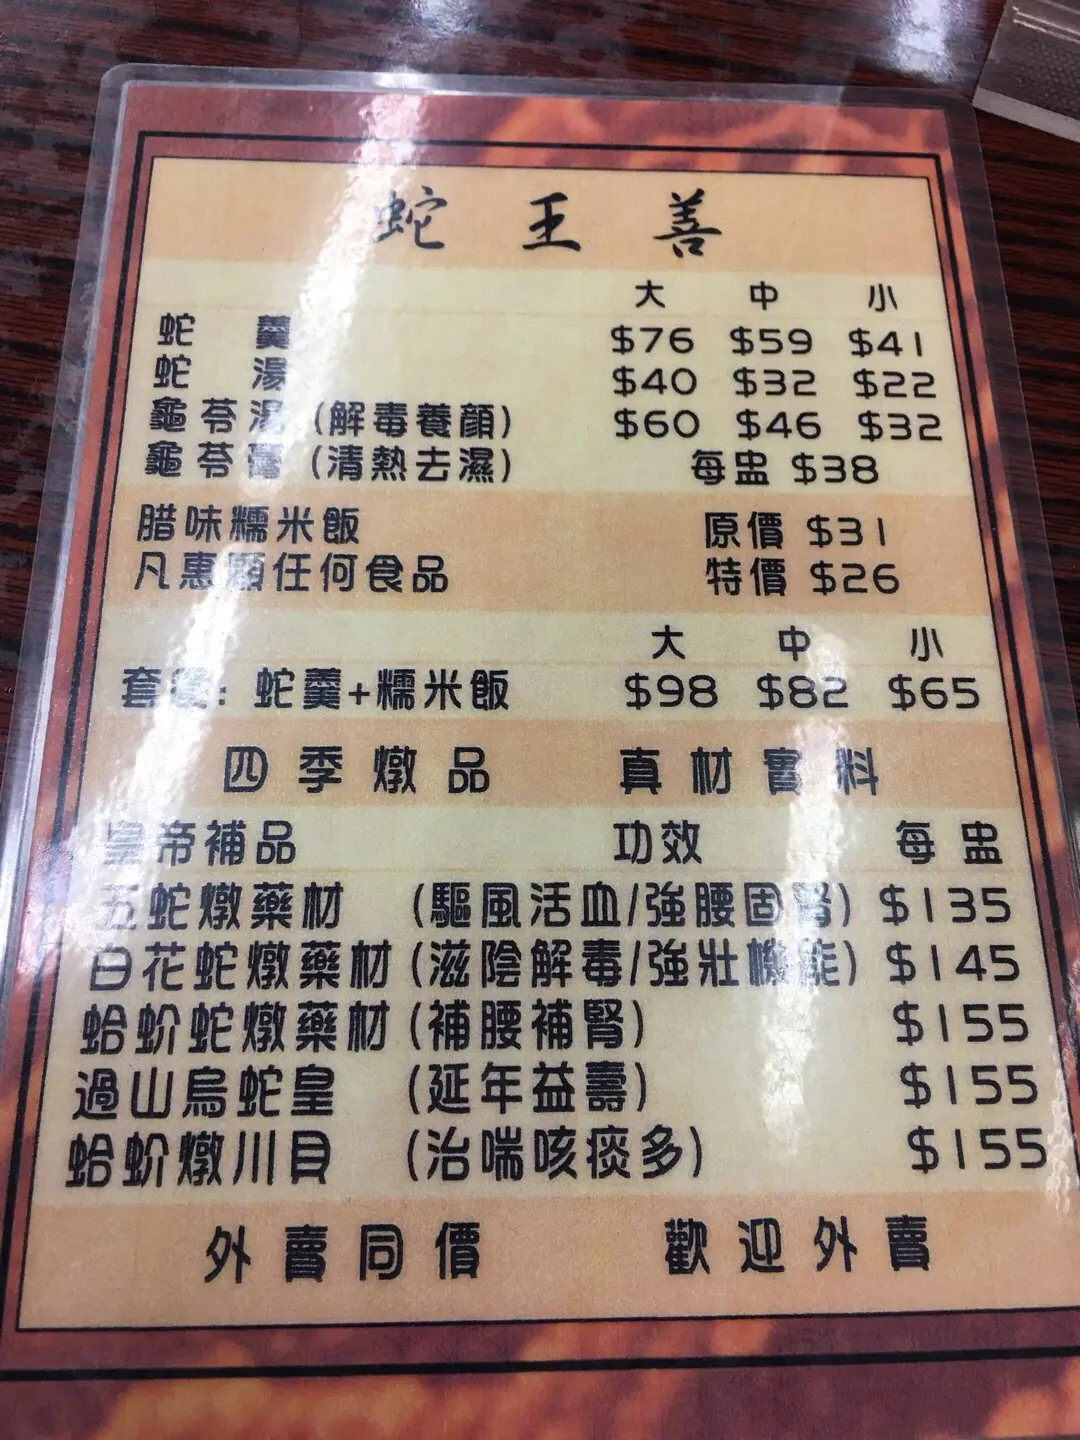 蛇王善
大 中 小
蛇羹 $76 $59 $41
蛇湯 $40 $32 $22
龜苓湯 (解毒養顏) $60 $46 $32
龜苓膏 (清熱去濕) 每盅 $38
腊味糯米飯 原價 $31
凡惠顧任何食品 特價 $26
大 中 小
套餐: 蛇羹+糯米飯 $98 $82 $65
四季燉品 真材實料
皇帝補品 功效 每盅
五蛇燉藥材 (驅風活血/強腰固腎) $135
白花蛇燉藥材 (滋陰解毒/強壯機能) $145
蛤蚧蛇燉藥材 (補腰補腎) $155
過山烏蛇皇 (延年益壽) $155
蛤蚧燉川貝 (治喘咳痰多) $155
外賣同價 歡迎外賣